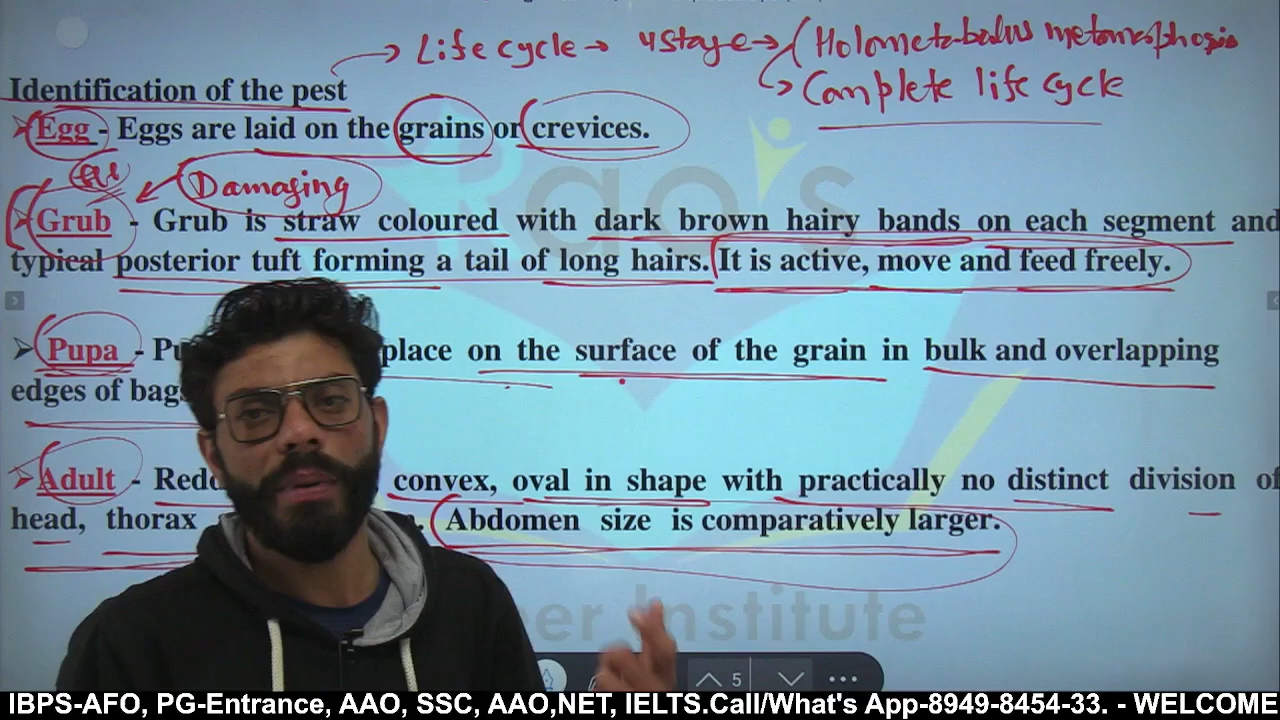 → Life cycle → 4 stage → (Holometabolus metamorphosis
→ Complete life cycle
Identification of the pest
➤ Egg - Eggs are laid on the grains or crevices.
Damaging
➤ Grub - Grub is straw coloured with dark brown hairy bands on each segment and
typical posterior tuft forming a tail of long hairs. It is active, move and feed freely.
➤ Pupa - place on the surface of the grain in bulk and overlapping
edges of bags
➤ Adult - convex, oval in shape with practically no distinct division of
head, thorax Abdomen size is comparatively larger.
ao's
Institute
5
IBPS-AFO, PG-Entrance, AAO, SSC, AAO,NET, IELTS.Call/What's App-8949-8454-33. - WELCOME